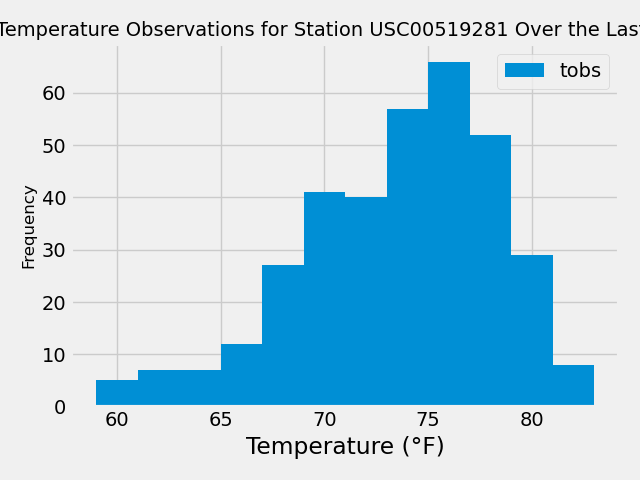 Temperature Observations for Station USC00519281 Over the Last
tobs
Frequency
60
50
40
30
20
10
0
60 65 70 75 80
Temperature (°F)